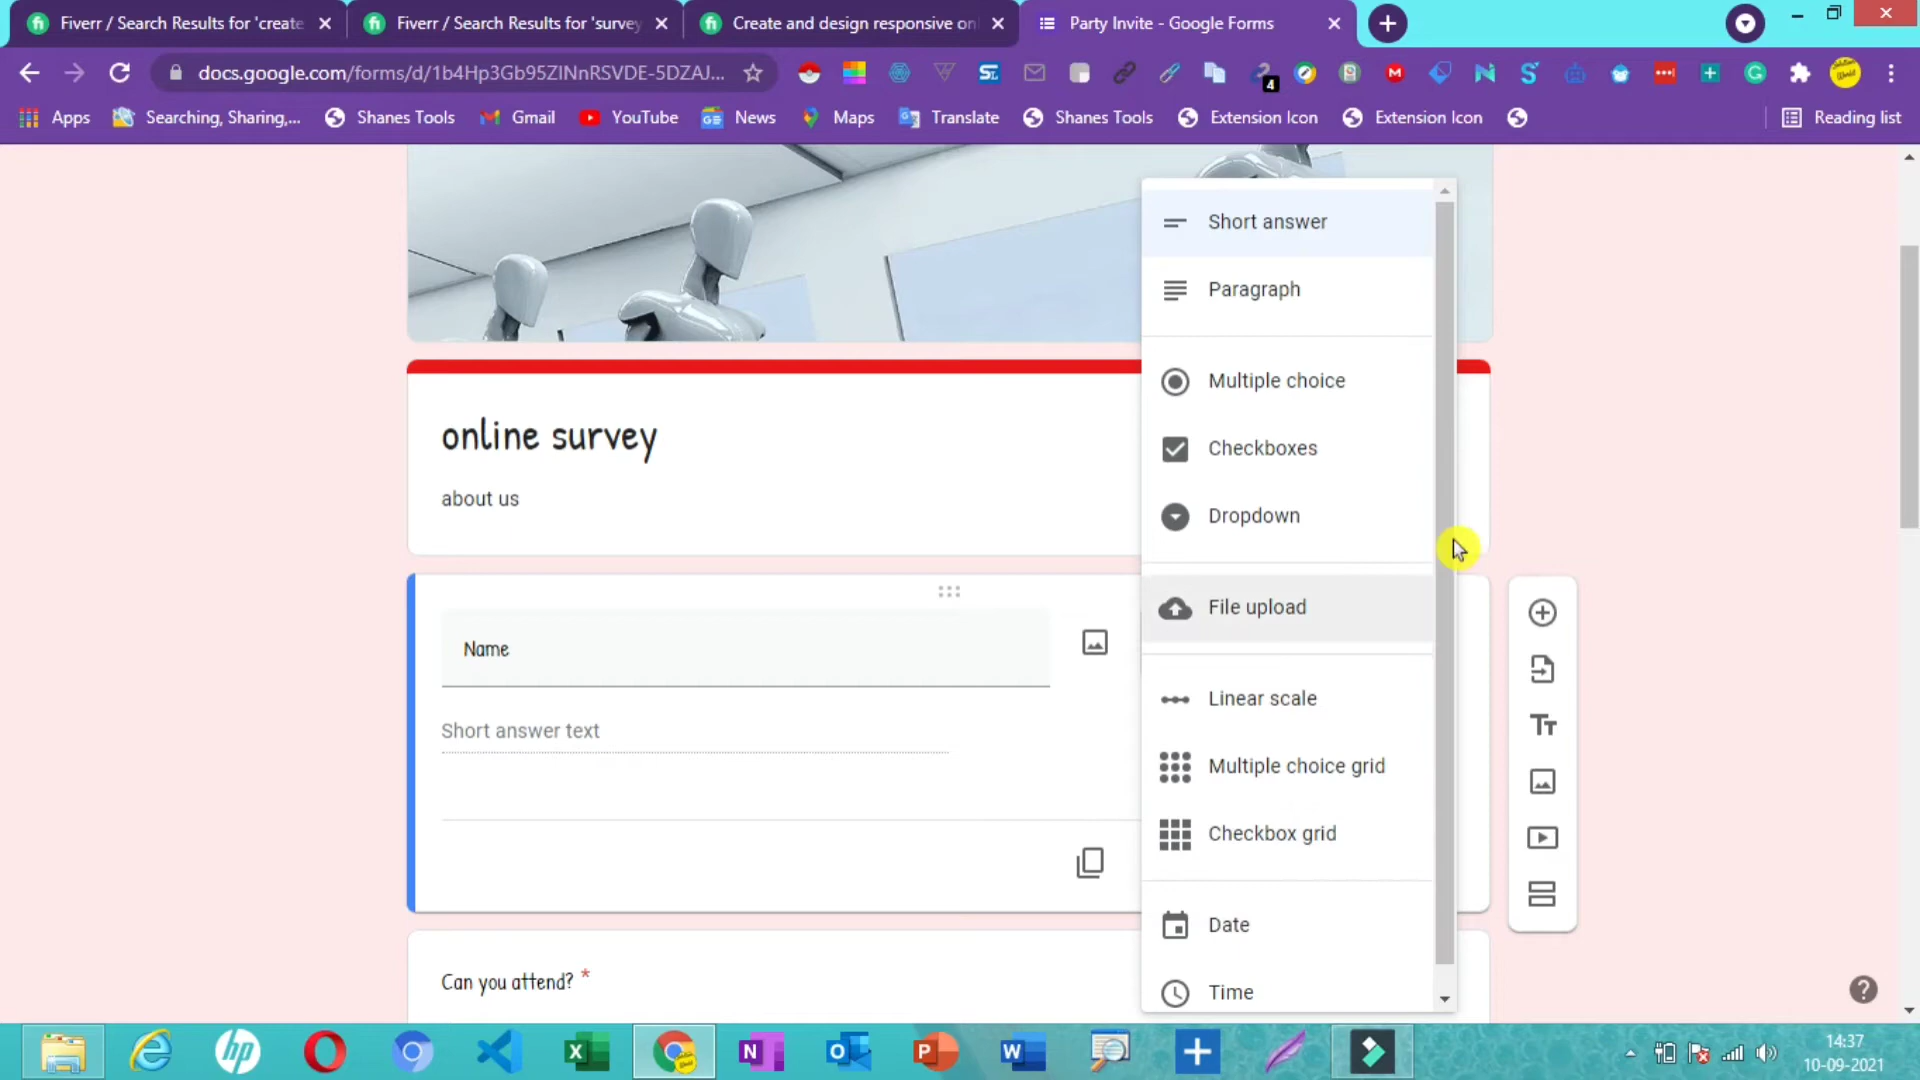 Fiverr / Search Results for 'create
Fiverr / Search Results for 'survey
Create and design responsive on
Party Invite - Google Forms
docs.google.com/forms/d/1b4Hp3Gb95ZlNnRSVDE-5DZAJ...
4
Apps
Searching, Sharing,...
Shanes Tools
Gmail
YouTube
News
Maps
Translate
Shanes Tools
Extension Icon
Extension Icon
Reading list
Short answer
Paragraph
Multiple choice
Checkboxes
Dropdown
File upload
Linear scale
Multiple choice grid
Checkbox grid
Date
Time
online survey
about us
Name
Short answer text
Can you attend? *
14:37
10-09-2021